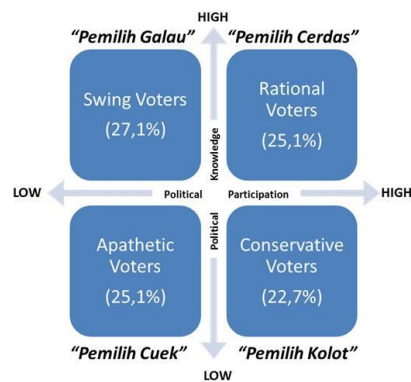 HIGH
“Pemilih Galau”
“Pemilih Cerdas”
Swing Voters
(27,1%)
Rational
Voters
(25,1%)
Knowledge
LOW
Political
Participation
HIGH
Political
Apathetic
Voters
(25,1%)
Conservative
Voters
(22,7%)
“Pemilih Cuek”
“Pemilih Kolot”
LOW